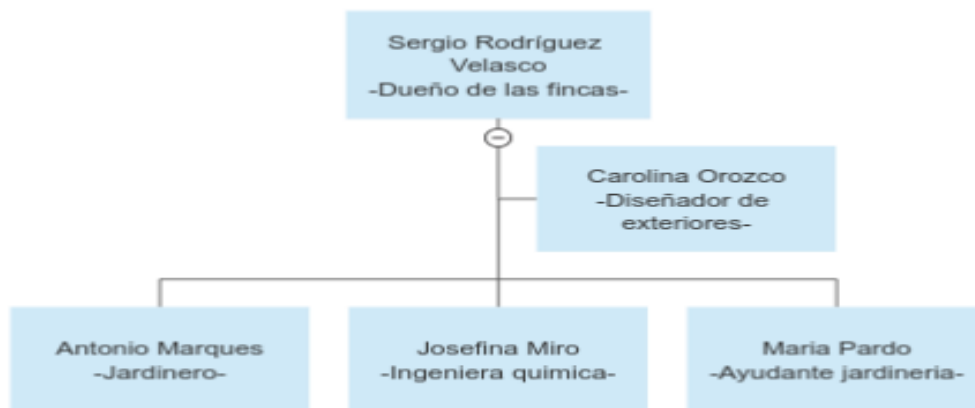 Sergio Rodríguez
Velasco
-Dueño de las fincas-
Carolina Orozco
-Diseñador de
exteriores-
Antonio Marques
-Jardinero-
Josefina Miro
-Ingeniera quimica-
Maria Pardo
-Ayudante jardineria-